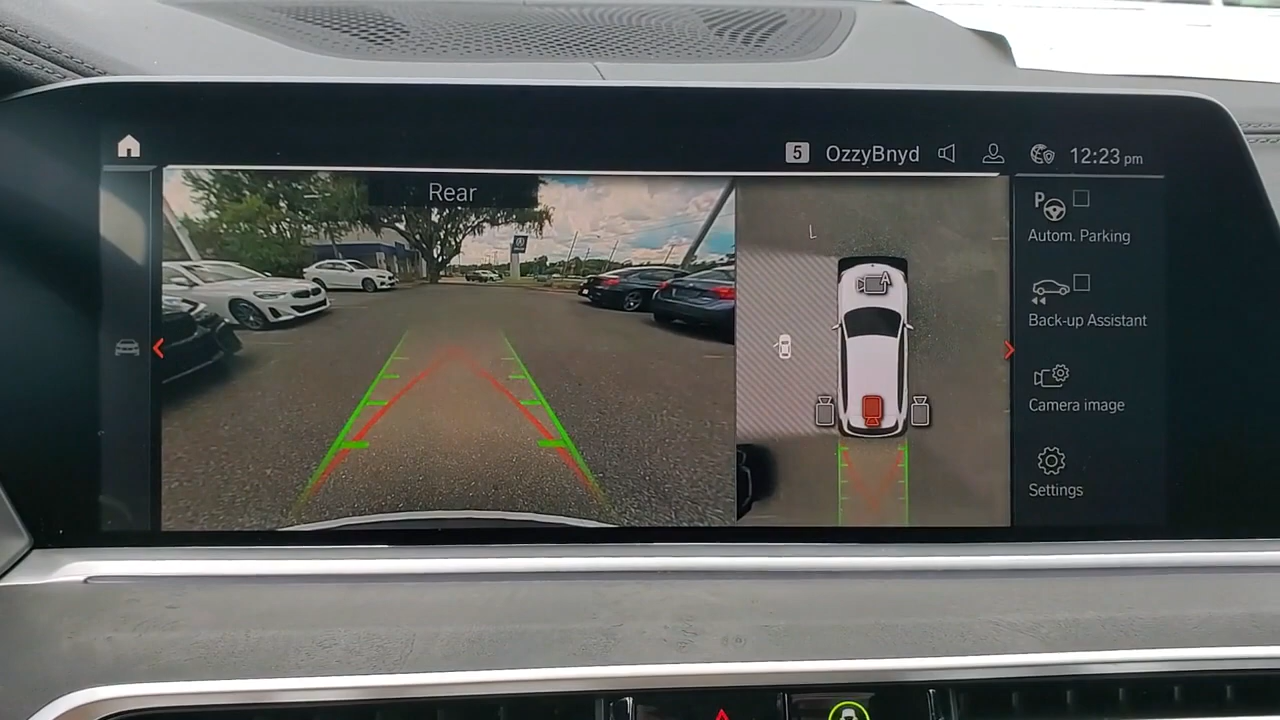 5 OzzyBnyd 12:23 pm
Rear
L
A
P
Autom. Parking
Back-up Assistant
Camera image
Settings